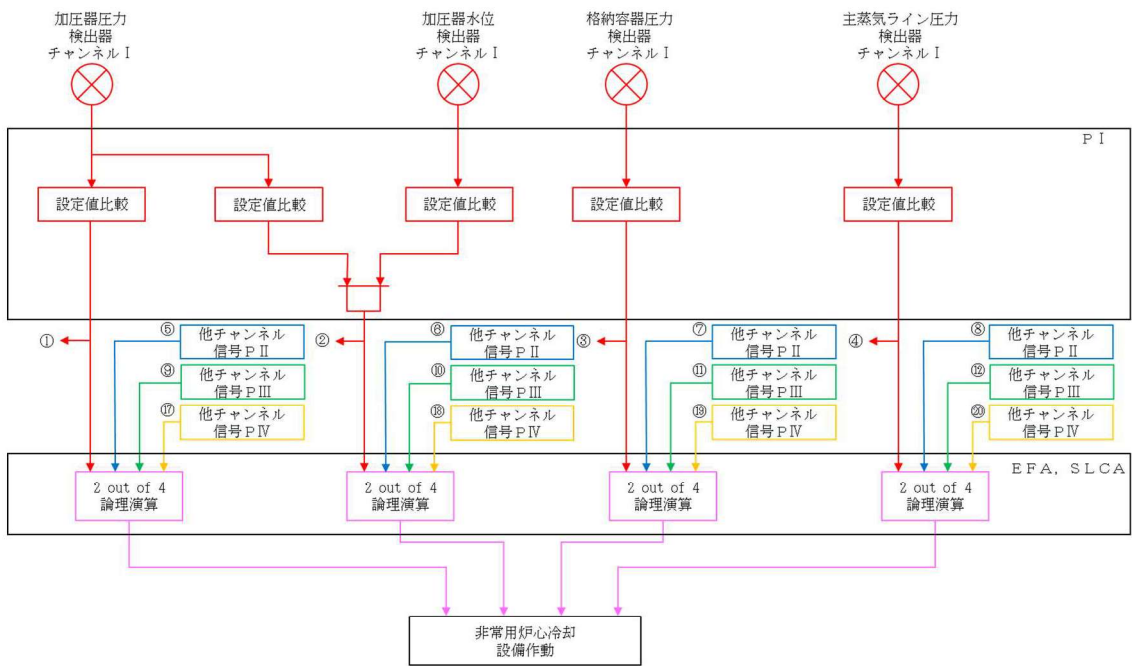 加圧器圧力
検出器
チャンネルⅠ
加圧器水位
検出器
チャンネルⅠ
格納容器圧力
検出器
チャンネルⅠ
主蒸気ライン圧力
検出器
チャンネルⅠ
ＰⅠ
設定値比較
設定値比較
設定値比較
設定値比較
設定値比較
①
⑤
他チャンネル
信号ＰⅡ
⑨
他チャンネル
信号ＰⅢ
⑰
他チャンネル
信号ＰⅣ
②
⑥
他チャンネル
信号ＰⅡ
⑩
他チャンネル
信号ＰⅢ
⑱
他チャンネル
信号ＰⅣ
③
⑦
他チャンネル
信号ＰⅡ
⑪
他チャンネル
信号ＰⅢ
⑲
他チャンネル
信号ＰⅣ
④
⑧
他チャンネル
信号ＰⅡ
⑫
他チャンネル
信号ＰⅢ
⑳
他チャンネル
信号ＰⅣ
ＥＦＡ，ＳＬＣＡ
2 out of 4
論理演算
2 out of 4
論理演算
2 out of 4
論理演算
2 out of 4
論理演算
非常用炉心冷却
設備作動